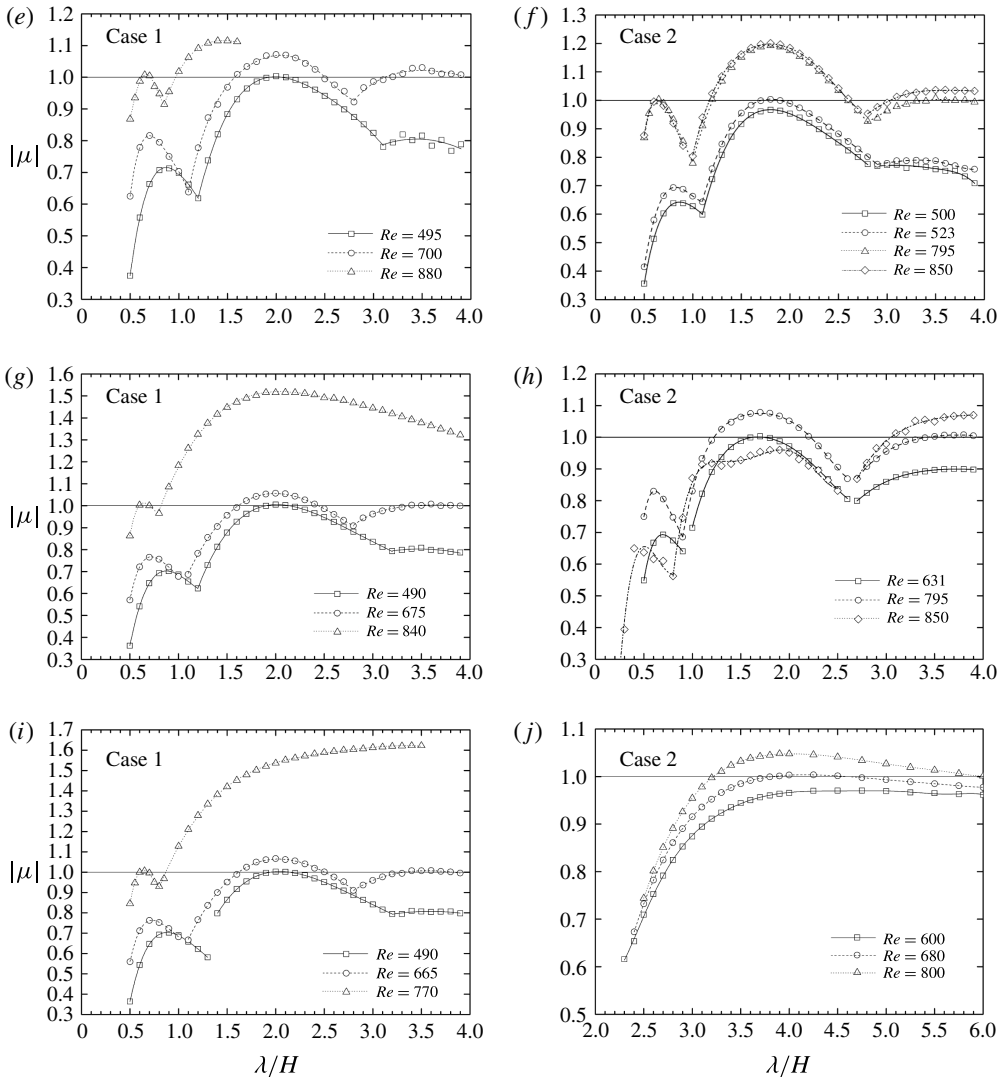 (e)
Case 1
1.2
1.1
1.0
0.9
0.8
0.7
0.6
0.5
0.4
0.3
|μ|
Re = 495
Re = 700
Re = 880
0 0.5 1.0 1.5 2.0 2.5 3.0 3.5 4.0
(f)
Case 2
1.3
1.2
1.1
1.0
0.9
0.8
0.7
0.6
0.5
0.4
0.3
Re = 500
Re = 523
Re = 795
Re = 850
0 0.5 1.0 1.5 2.0 2.5 3.0 3.5 4.0
(g)
Case 1
1.6
1.5
1.4
1.3
1.2
1.1
1.0
0.9
0.8
0.7
0.6
0.5
0.4
0.3
|μ|
Re = 490
Re = 675
Re = 840
0 0.5 1.0 1.5 2.0 2.5 3.0 3.5 4.0
(h)
Case 2
1.2
1.1
1.0
0.9
0.8
0.7
0.6
0.5
0.4
0.3
Re = 631
Re = 795
Re = 850
0 0.5 1.0 1.5 2.0 2.5 3.0 3.5 4.0
(i)
Case 1
1.7
1.6
1.5
1.4
1.3
1.2
1.1
1.0
0.9
0.8
0.7
0.6
0.5
0.4
0.3
|μ|
Re = 490
Re = 665
Re = 770
0 0.5 1.0 1.5 2.0 2.5 3.0 3.5 4.0
λ/H
(j)
Case 2
1.1
1.0
0.9
0.8
0.7
0.6
0.5
Re = 600
Re = 680
Re = 800
2.0 2.5 3.0 3.5 4.0 4.5 5.0 5.5 6.0
λ/H